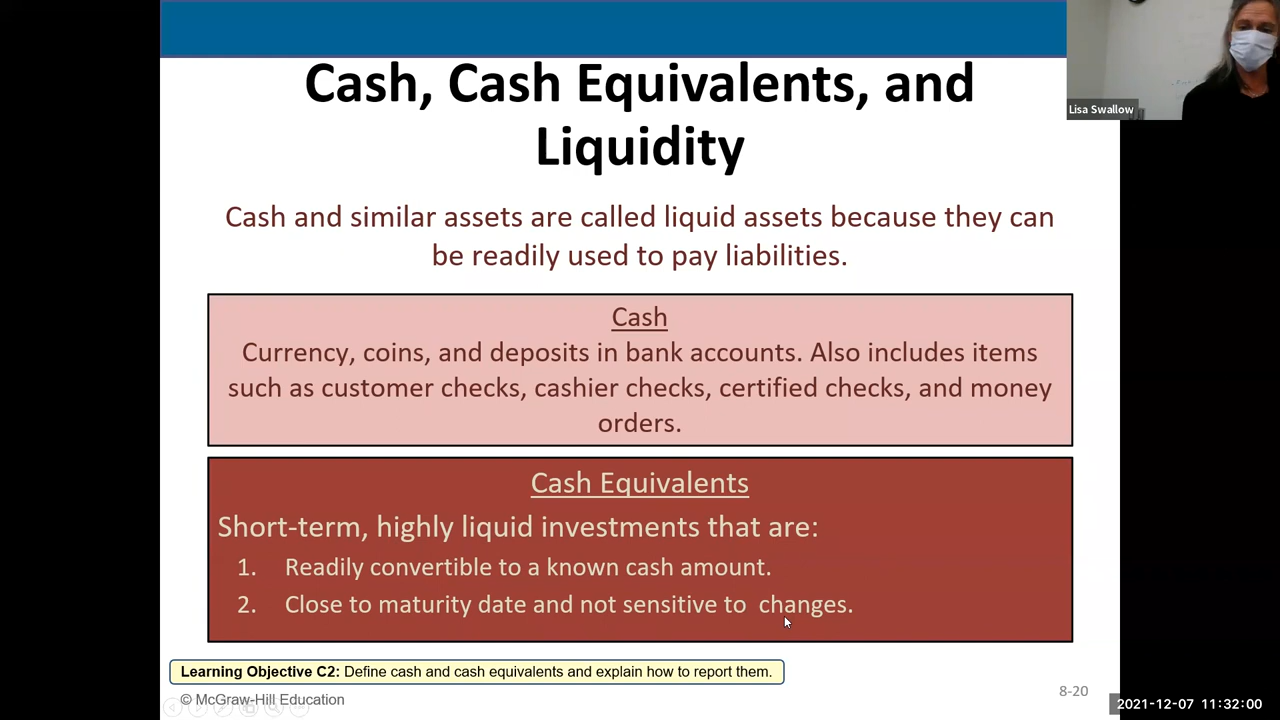 Cash, Cash Equivalents, and
Liquidity
Lisa Swallow
Cash and similar assets are called liquid assets because they can
be readily used to pay liabilities.
Cash
Currency, coins, and deposits in bank accounts. Also includes items
such as customer checks, cashier checks, certified checks, and money
orders.
Cash Equivalents
Short-term, highly liquid investments that are:
1. Readily convertible to a known cash amount.
2. Close to maturity date and not sensitive to  changes.
Learning Objective C2: Define cash and cash equivalents and explain how to report them.
© McGraw-Hill Education
8-20
2021-12-07 11:32:00